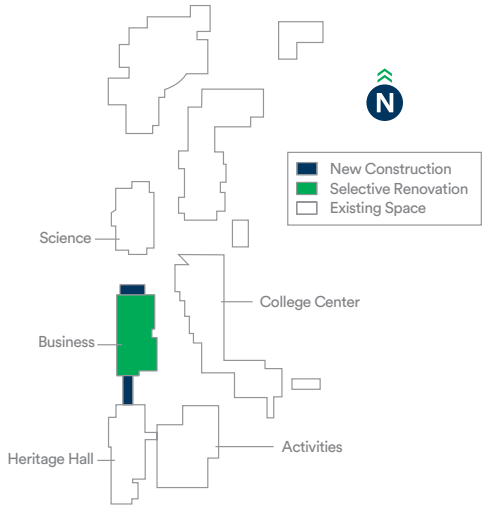 N
New Construction
Selective Renovation
Existing Space
Science
College Center
Business
Activities
Heritage Hall